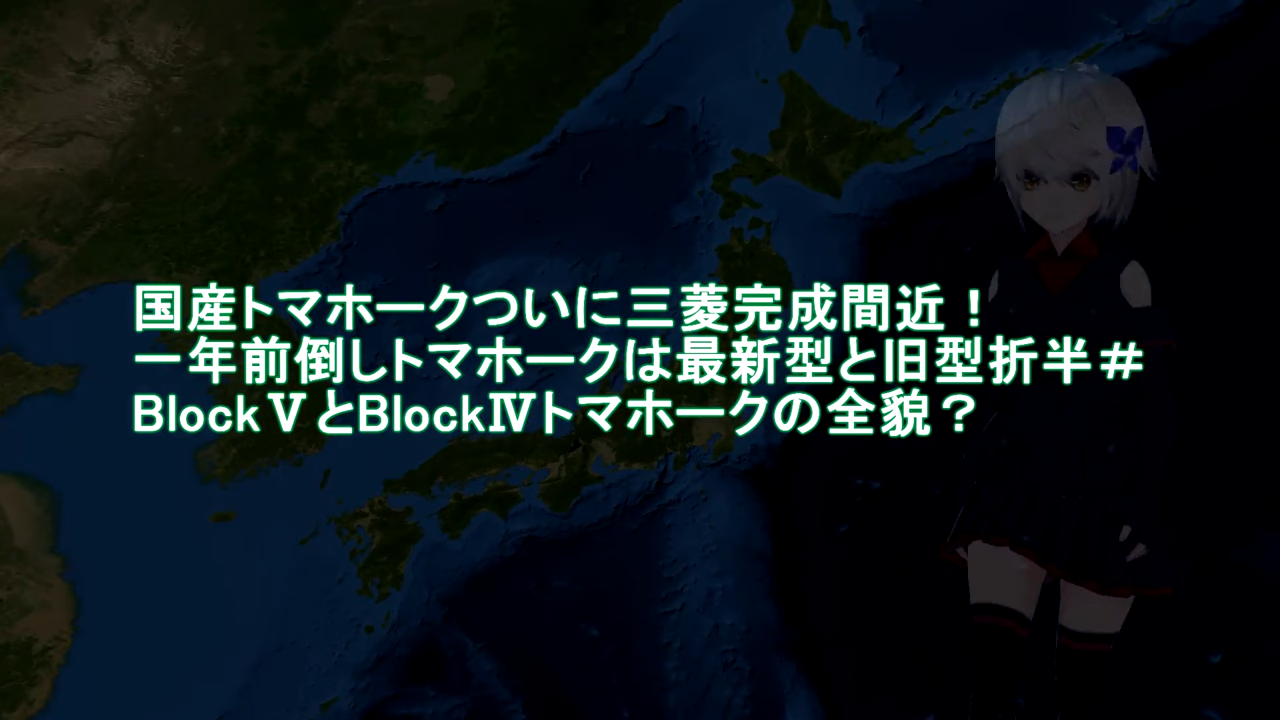 国産トマホークついに三菱完成間近！
一年前倒しトマホークは最新型と旧型折半＃
BlockⅤとBlockⅣトマホークの全貌？